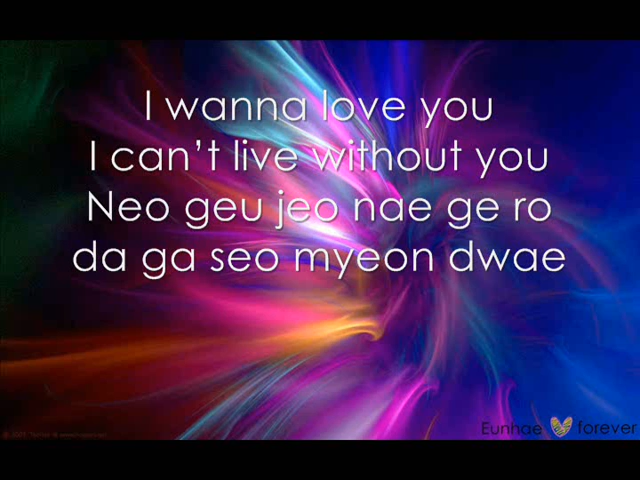 I wanna love you
I can't live without you
Neo geu jeo nae ge ro
da ga seo myeon dwae
Eunhae forever